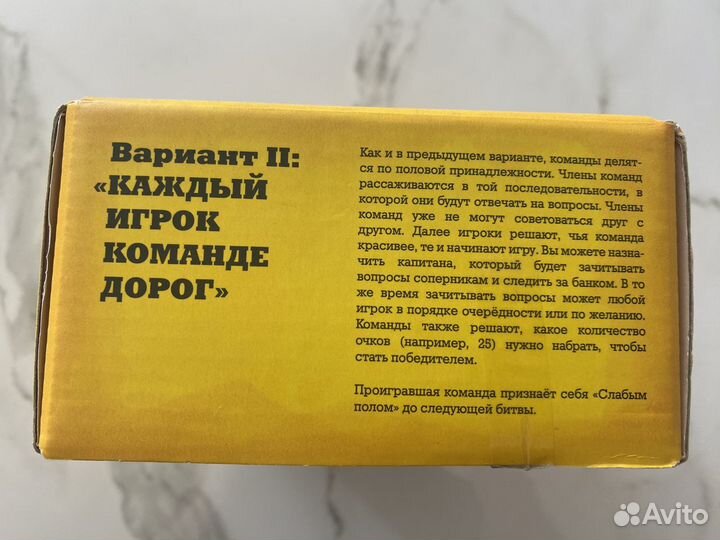 Вариант II:
«КАЖДЫЙ
ИГРОК
КОМАНДЕ
ДОРОГ»
Как и в предыдущем варианте, команды делят-
ся по половой принадлежности. Члены команд
рассаживаются в той последовательности, в
которой они будут отвечать на вопросы. Члены
команд уже не могут советоваться друг с
другом. Далее игроки решают, чья команда
красивее, те и начинают игру. Вы можете назна-
чить капитана, который будет зачитывать
вопросы соперникам и следить за банком. В то
же время зачитывать вопросы может любой
игрок в порядке очерёдности или по желанию.
Команды также решают, какое количество
очков (например, 25) нужно набрать, чтобы
стать победителем.
Проигравшая команда признаёт себя «Слабым
полом» до следующей битвы.
Avito